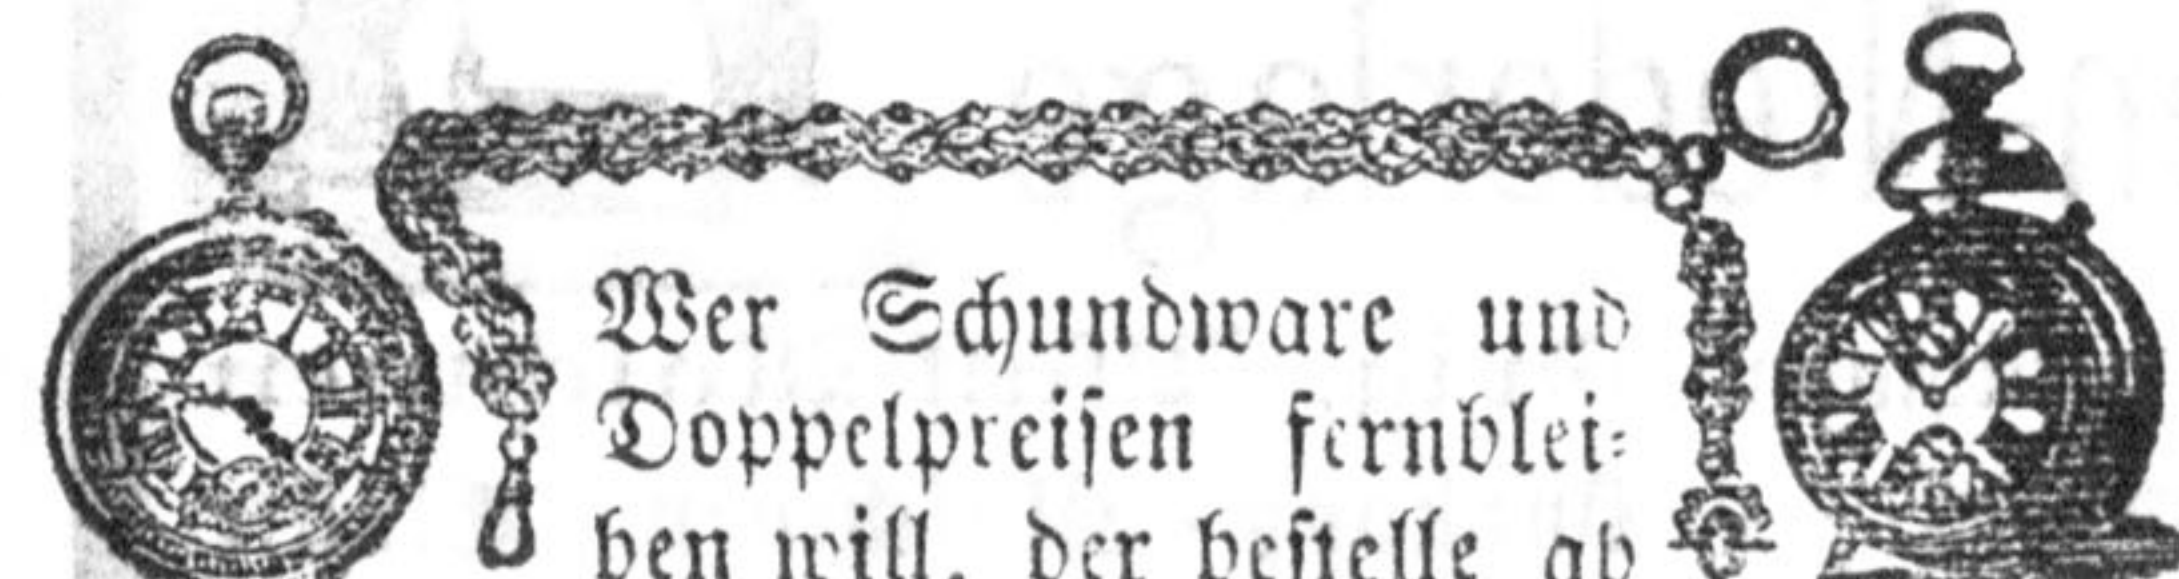 Wer Schundware und
Doppelpreisen fernblei⸗
ben will, der bestelle ab